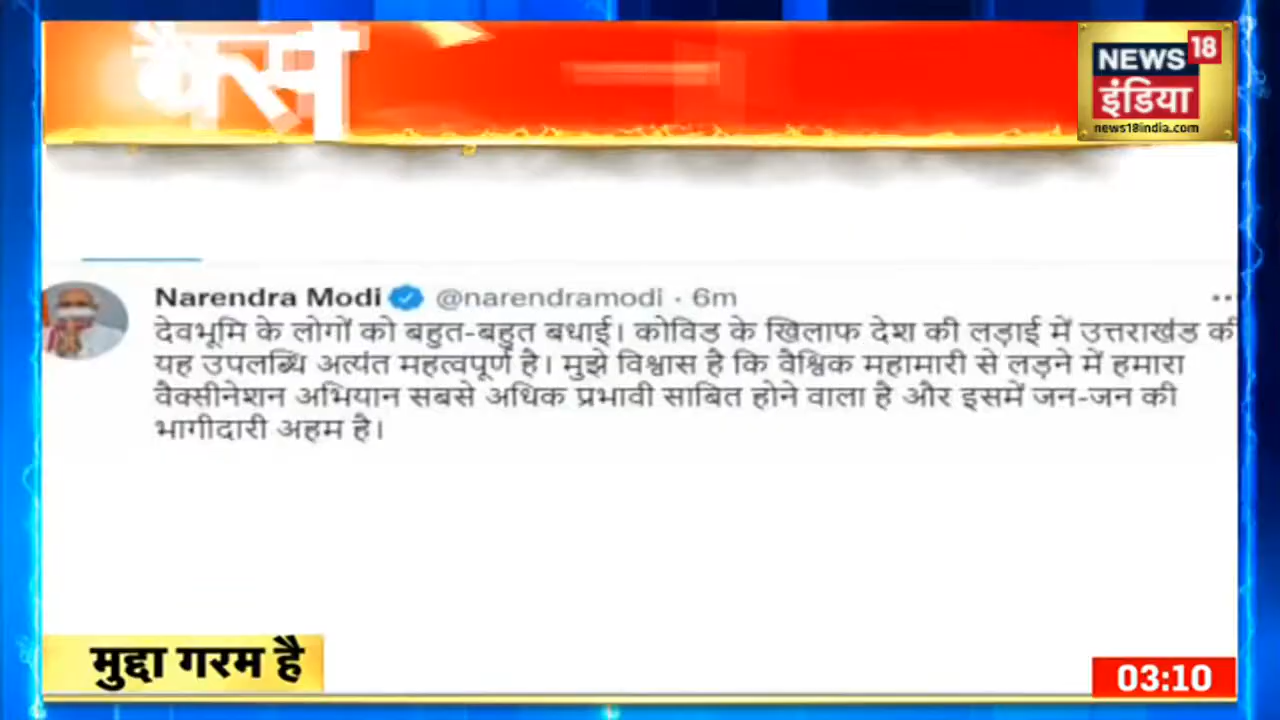 NEWS 18
इंडिया
news18india.com
Narendra Modi @narendramodi · 6m
देवभूमि के लोगों को बहुत-बहुत बधाई। कोविड के खिलाफ देश की लड़ाई में उत्तराखंड की
यह उपलब्धि अत्यंत महत्वपूर्ण है। मुझे विश्वास है कि वैश्विक महामारी से लड़ने में हमारा
वैक्सीनेशन अभियान सबसे अधिक प्रभावी साबित होने वाला है और इसमें जन-जन की
भागीदारी अहम है।
मुद्दा गरम है
03:10